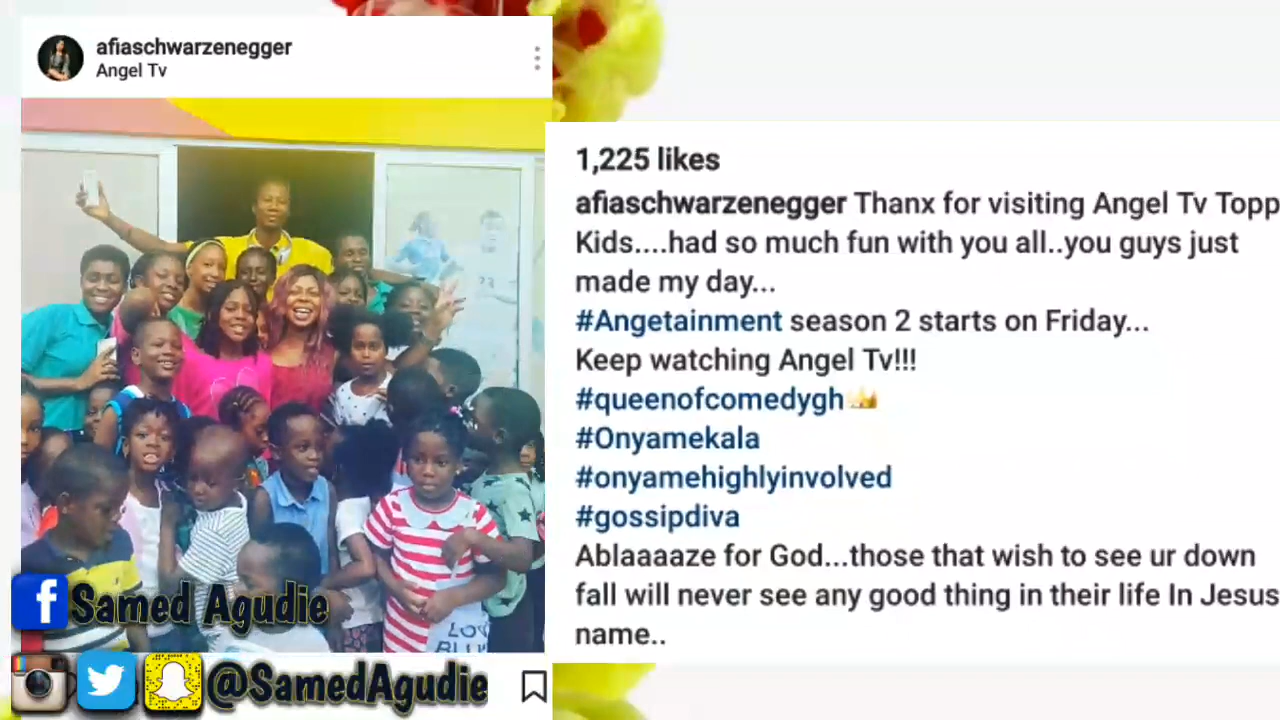 afiaschwarzenegger
Angel Tv
1,225 likes
afiaschwarzenegger Thanx for visiting Angel Tv Topp
Kids....had so much fun with you all..you guys just
made my day...
#Angetainment season 2 starts on Friday...
Keep watching Angel Tv!!!
#queenofcomedygh👑
#Onyamekala
#onyamehighlyinvolved
#gossipdiva
Ablaaaaze for God...those that wish to see ur down
fall will never see any good thing in their life In Jesus
name..
LOV
f Samed Agudie
@SamedAgudie